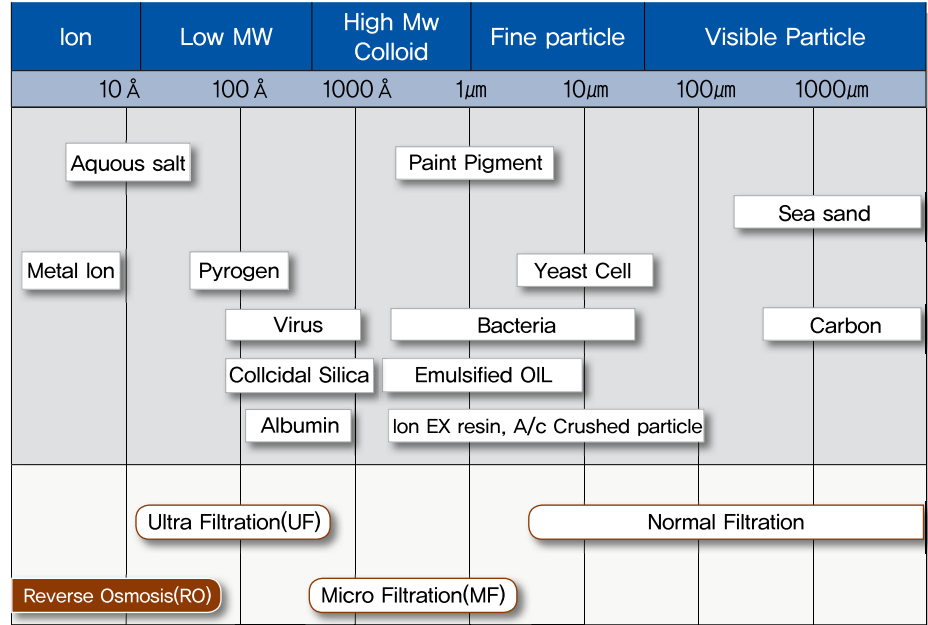 Ion
Low MW
High Mw
Colloid
Fine particle
Visible Particle
10 Å
100 Å
1000 Å
1㎛
10㎛
100㎛
1000㎛
Aquous salt
Paint Pigment
Sea sand
Metal Ion
Pyrogen
Yeast Cell
Virus
Bacteria
Carbon
Collcidal Silica
Emulsified OIL
Albumin
Ion EX resin, A/c Crushed particle
Ultra Filtration(UF)
Normal Filtration
Reverse Osmosis(RO)
Micro Filtration(MF)